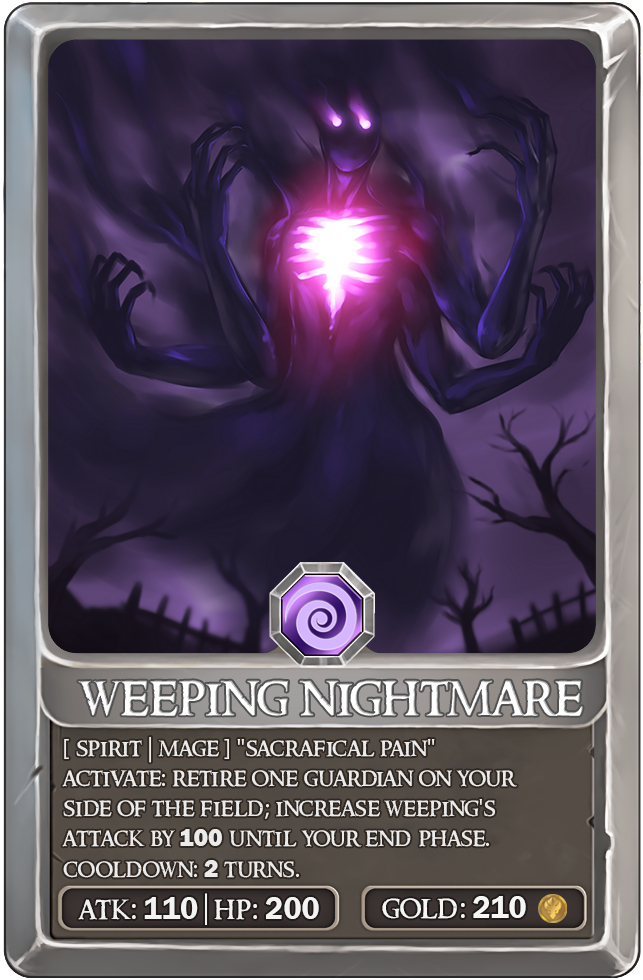 WEEPING NIGHTMARE
[ SPIRIT | MAGE ] "SACRAFICAL PAIN"
ACTIVATE: RETIRE ONE GUARDIAN ON YOUR
SIDE OF THE FIELD; INCREASE WEEPING'S
ATTACK BY 100 UNTIL YOUR END PHASE.
COOLDOWN: 2 TURNS.
ATK: 110 | HP: 200
GOLD: 210